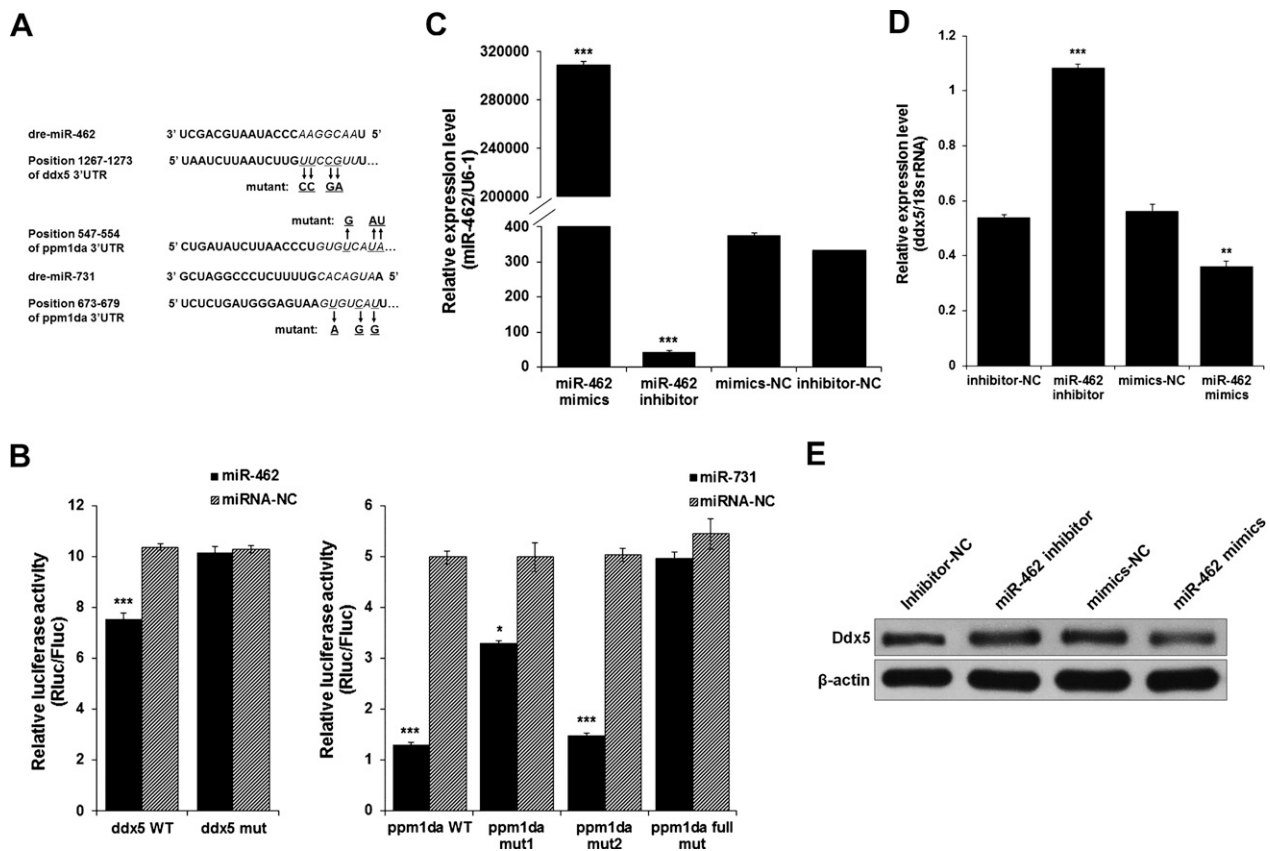 A
dre-miR-462 3' UCGACGUAAUACCCAAGGCAAU 5'
Position 1267-1273 5' UAAUCUUAAUCUUGUUCCGUUU...
of ddx5 3'UTR
mutant: CC GA
mutant: G AU
Position 547-554
of ppm1da 3'UTR 5' CUGAUAUCUUAACCCUGUGUCAUA...
dre-miR-731 3' GCUAGGCCCUCUUUUGCACAGUAA 5'
Position 673-679 5' UCUCUGAUGGGAGUAAGUGUCAUU...
of ppm1da 3'UTR
mutant: A G G
B
miR-462
miRNA-NC
Relative luciferase activity
(Rluc/Fluc)
12
10
8
6
4
2
0
***
ddx5 WT ddx5 mut
miR-731
miRNA-NC
Relative luciferase activity
(Rluc/Fluc)
6
5
4
3
2
1
0
***
*
***
ppm1da WT ppm1da mut1 ppm1da mut2 ppm1da full mut
C
Relative expression level
(miR-462/U6-1)
320000
300000
280000
260000
240000
220000
200000
400
300
200
100
0
***
***
miR-462 mimics miR-462 inhibitor mimics-NC inhibitor-NC
D
Relative expression level
(ddx5/18srRNA)
1.2
1
0.8
0.6
0.4
0.2
0
***
**
inhibitor-NC miR-462 inhibitor mimics-NC miR-462 mimics
E
Inhibitor-NC
miR-462 inhibitor
mimics-NC
miR-462 mimics
Ddx5
β-actin